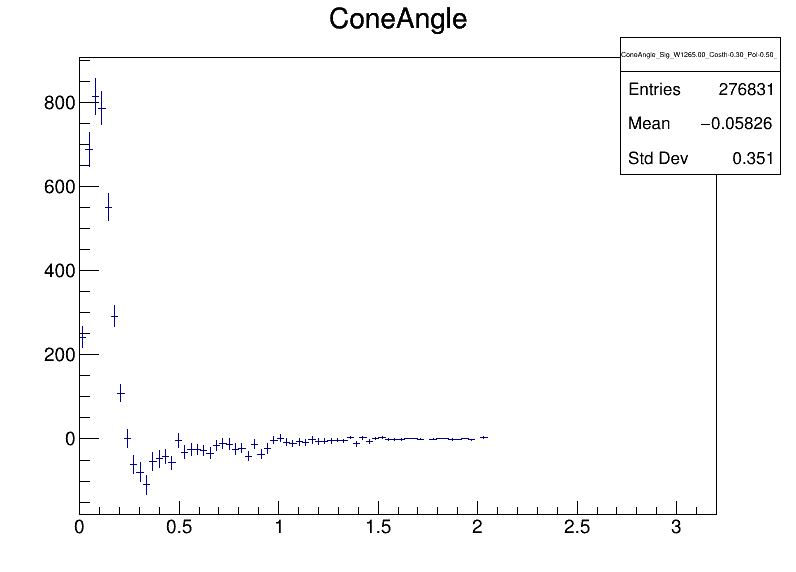 ConeAngle
ConeAngle_Sig_W1265.00_Costh-0.30_Pol-0.50_
Entries 276831
Mean −0.05826
Std Dev 0.351
800
600
400
200
0
0 0.5 1 1.5 2 2.5 3